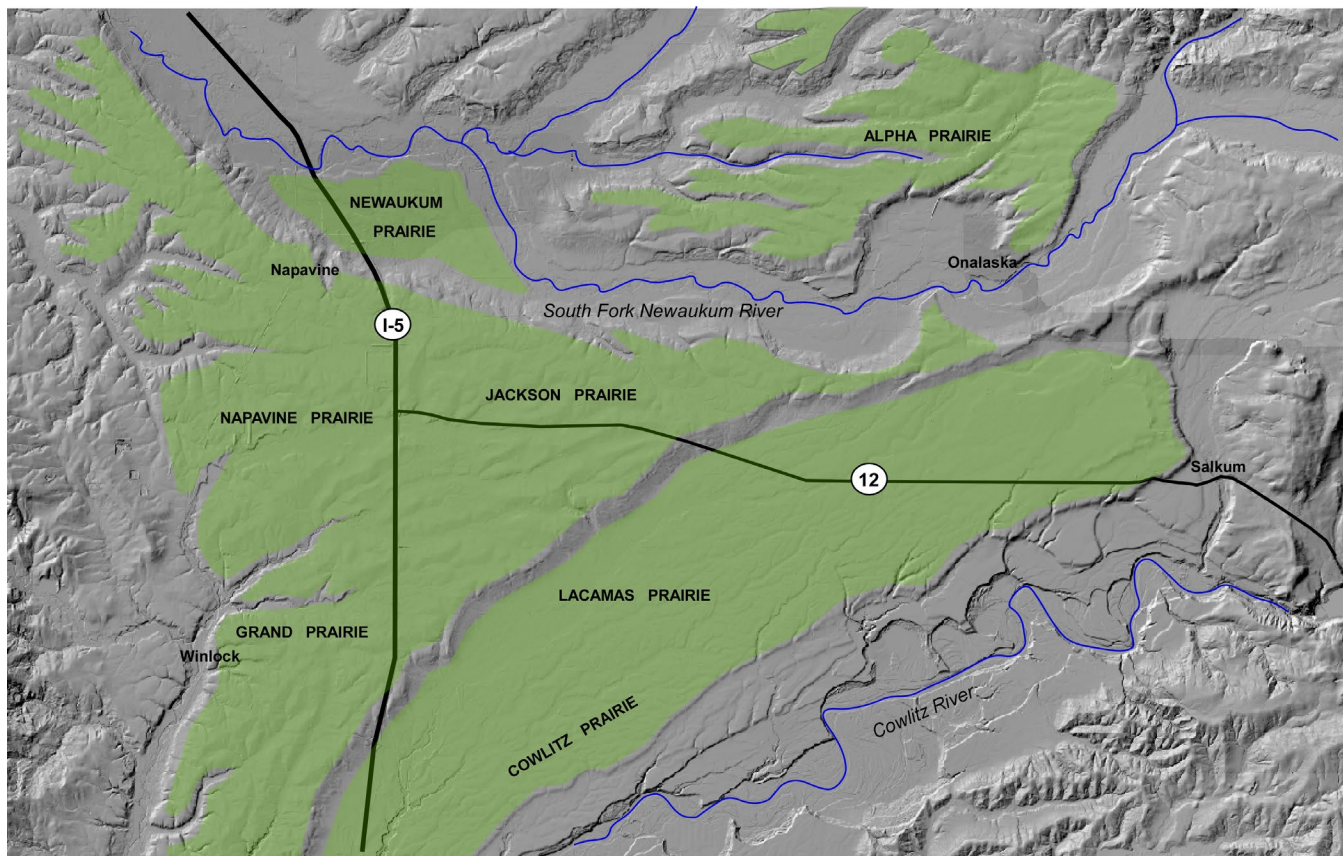 ALPHA PRAIRIE
NEWAUKUM
PRAIRIE
Napavine
Onalaska
South Fork Newaukum River
I-5
JACKSON PRAIRIE
NAPAVINE PRAIRIE
Salkum
12
LACAMAS PRAIRIE
GRAND PRAIRIE
Winlock
COWLITZ PRAIRIE
Cowlitz River